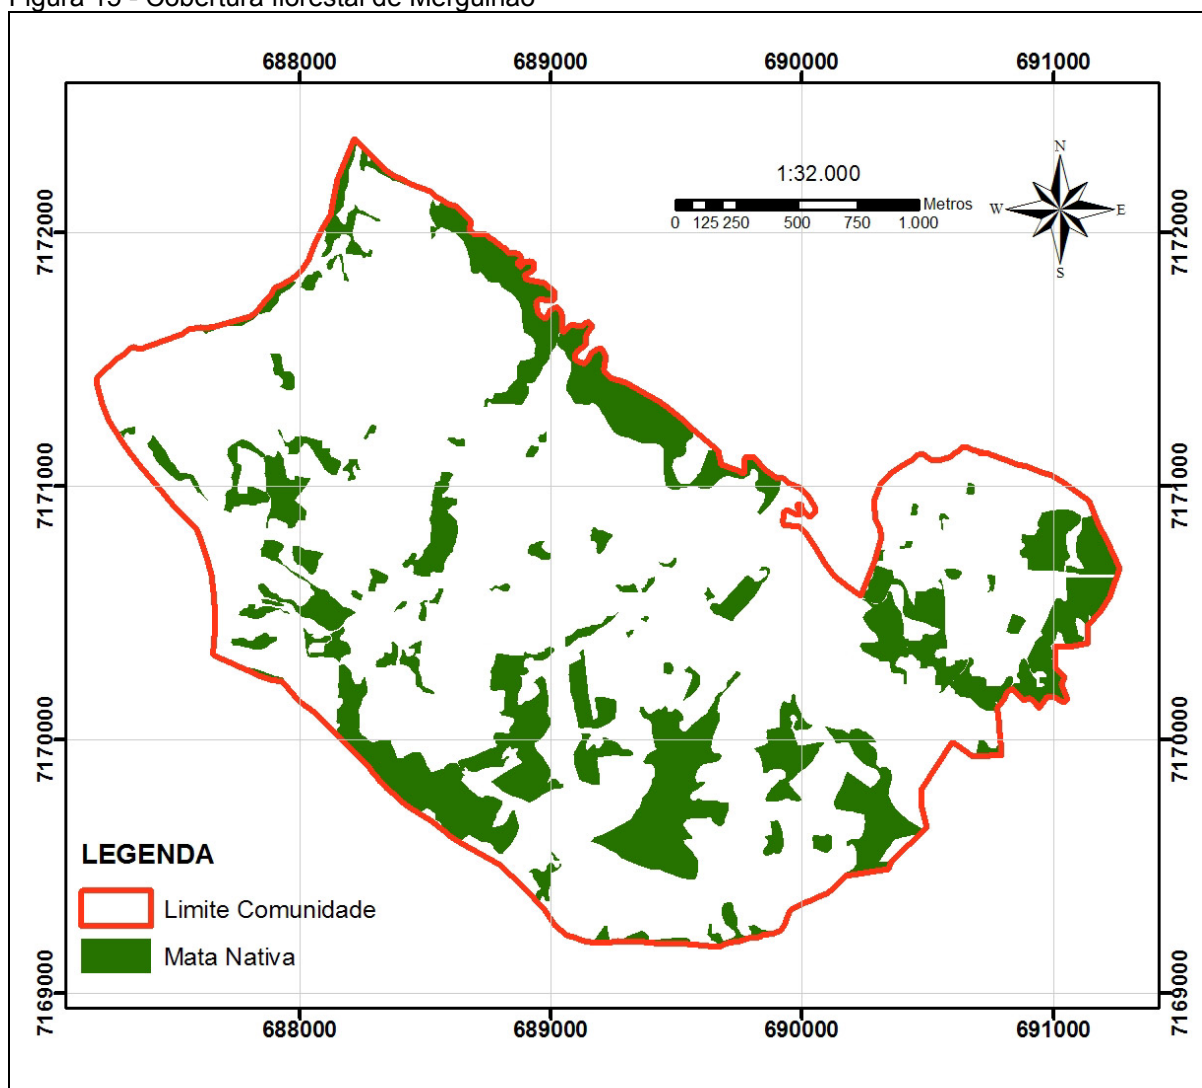 Figura 15 - Cobertura florestal de Mergulhão
688000 689000 690000 691000
N
1:32.000
Metros
W E
0 125 250 500 750 1.000
S
7172000 7172000
7171000 7171000
7170000 7170000
LEGENDA
Limite Comunidade
Mata Nativa
7169000 7169000
688000 689000 690000 691000